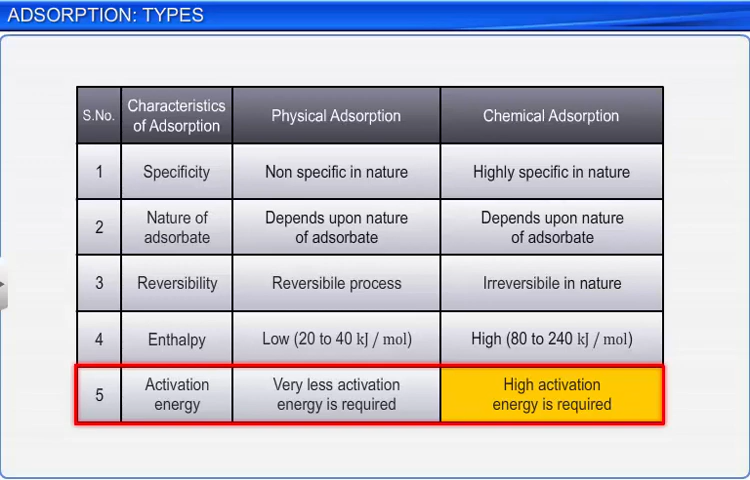 ADSORPTION: TYPES
S.No.
Characteristics
of Adsorption
Physical Adsorption
Chemical Adsorption
1
Specificity
Non specific in nature
Highly specific in nature
2
Nature of
adsorbate
Depends upon nature
of adsorbate
Depends upon nature
of adsorbate
3
Reversibility
Reversibile process
Irreversibile in nature
4
Enthalpy
Low (20 to 40 kJ / mol)
High (80 to 240 kJ / mol)
5
Activation
energy
Very less activation
energy is required
High activation
energy is required